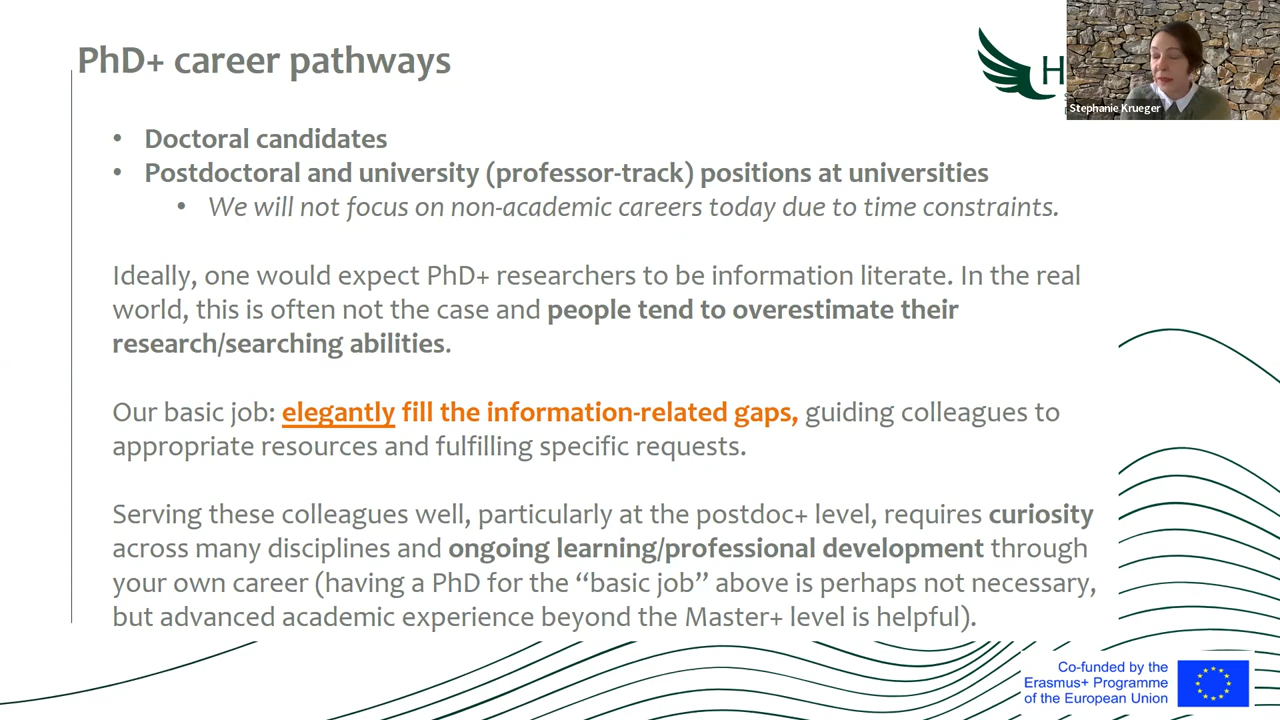 PhD+ career pathways
H
Stephanie Krueger
• Doctoral candidates
• Postdoctoral and university (professor-track) positions at universities
• We will not focus on non-academic careers today due to time constraints.
Ideally, one would expect PhD+ researchers to be information literate. In the real
world, this is often not the case and people tend to overestimate their
research/searching abilities.
Our basic job: elegantly fill the information-related gaps, guiding colleagues to
appropriate resources and fulfilling specific requests.
Serving these colleagues well, particularly at the postdoc+ level, requires curiosity
across many disciplines and ongoing learning/professional development through
your own career (having a PhD for the “basic job” above is perhaps not necessary,
but advanced academic experience beyond the Master+ level is helpful).
Co-funded by the
Erasmus+ Programme
of the European Union